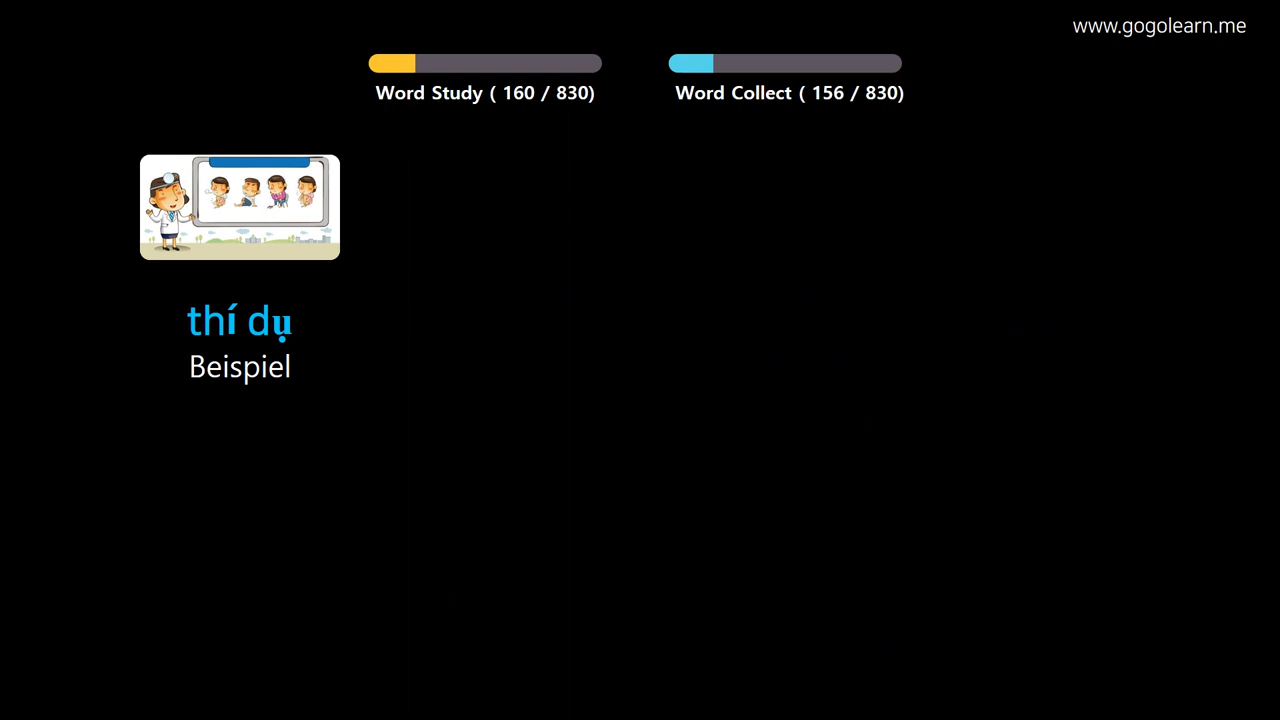 www.gogolearn.me
Word Study ( 160 / 830)
Word Collect ( 156 / 830)
thí dụ
Beispiel